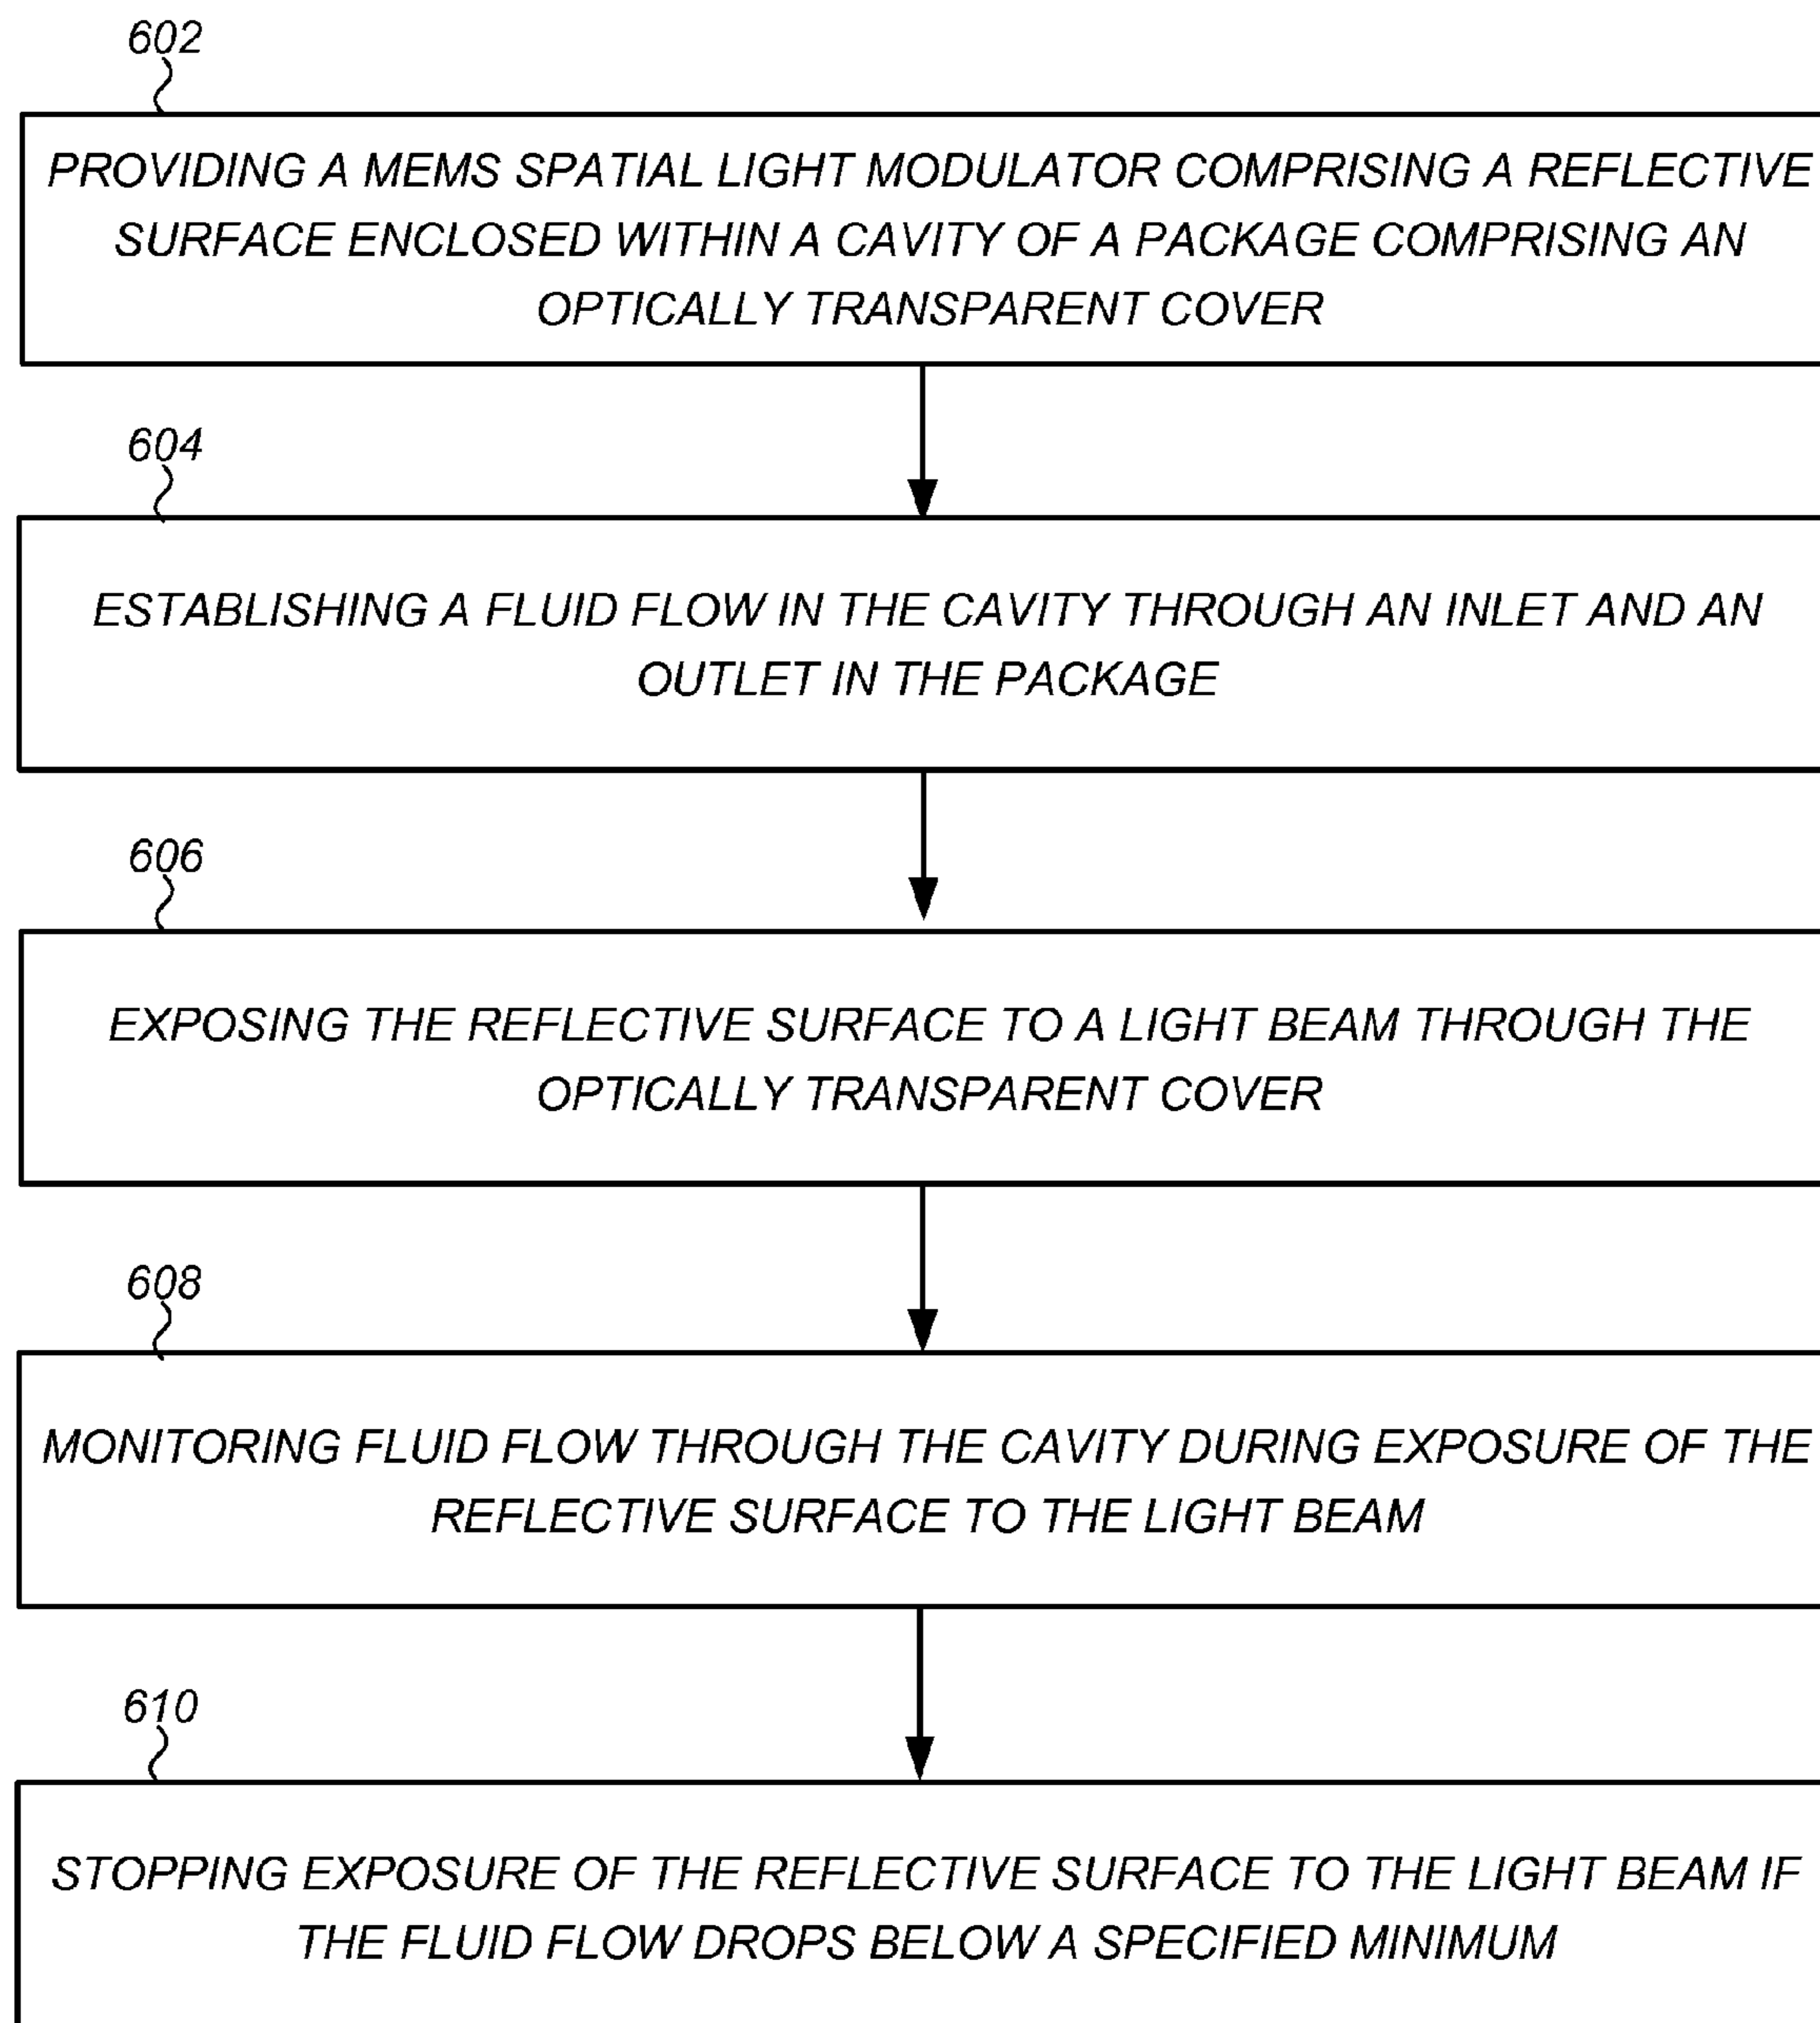 602
PROVIDING A MEMS SPATIAL LIGHT MODULATOR COMPRISING A REFLECTIVE
SURFACE ENCLOSED WITHIN A CAVITY OF A PACKAGE COMPRISING AN
OPTICALLY TRANSPARENT COVER
604
ESTABLISHING A FLUID FLOW IN THE CAVITY THROUGH AN INLET AND AN
OUTLET IN THE PACKAGE
606
EXPOSING THE REFLECTIVE SURFACE TO A LIGHT BEAM THROUGH THE
OPTICALLY TRANSPARENT COVER
608
MONITORING FLUID FLOW THROUGH THE CAVITY DURING EXPOSURE OF THE
REFLECTIVE SURFACE TO THE LIGHT BEAM
610
STOPPING EXPOSURE OF THE REFLECTIVE SURFACE TO THE LIGHT BEAM IF
THE FLUID FLOW DROPS BELOW A SPECIFIED MINIMUM